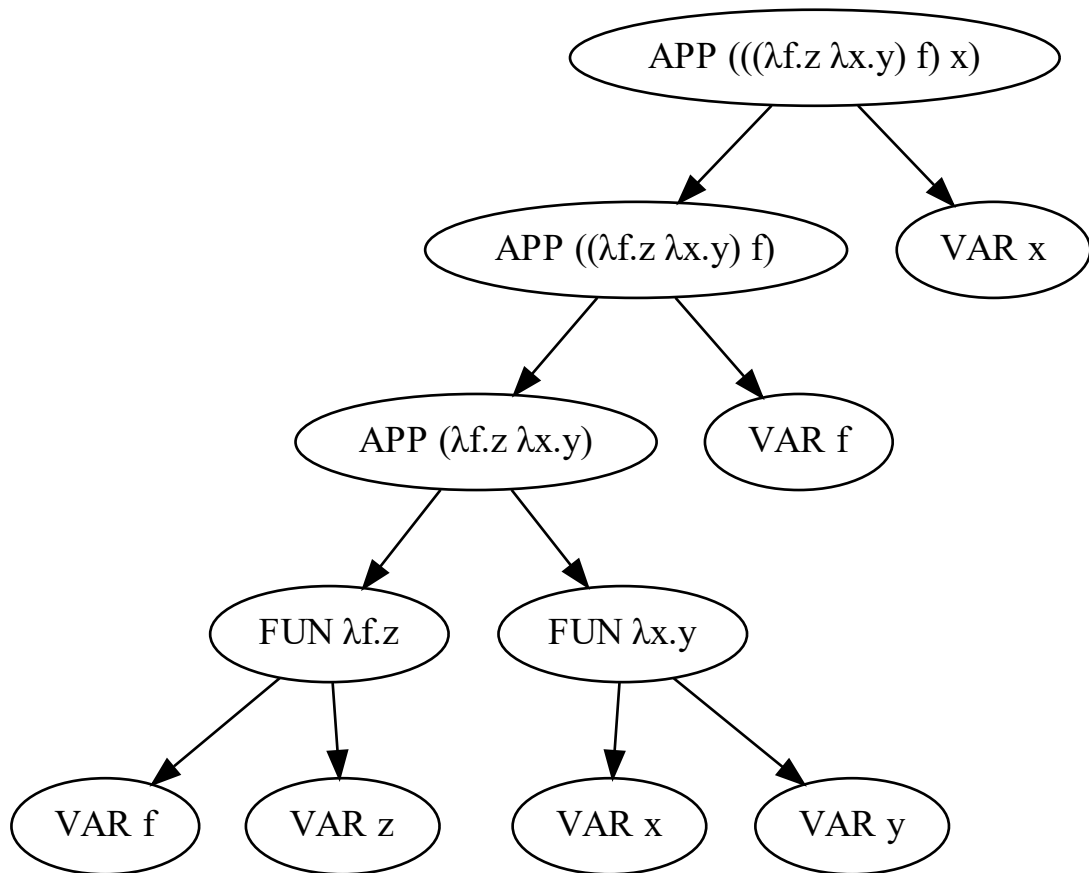 APP (((λf.z λx.y) f) x)
APP ((λf.z λx.y) f)
VAR x
APP (λf.z λx.y)
VAR f
FUN λf.z
FUN λx.y
VAR f
VAR z
VAR x
VAR y